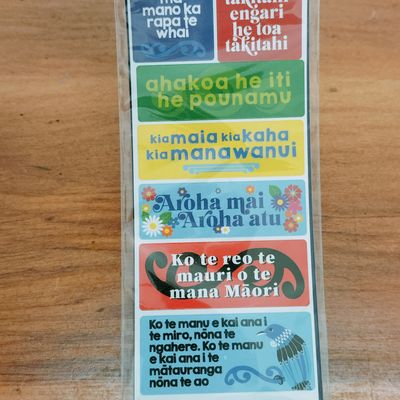 mano ka
rapa te
whai
engari
he toa
takitahi
ahakoa he iti
he pounamu
kia maia kia kaha
kia manawanui
Aroha mai
Aroha atu
Ko te reo te
mauri o te
mana Māori
Ko te manu e kai ana i
te miro, nōna te
ngahere. Ko te manu
e kai ana i te
mātauranga
nōna te ao